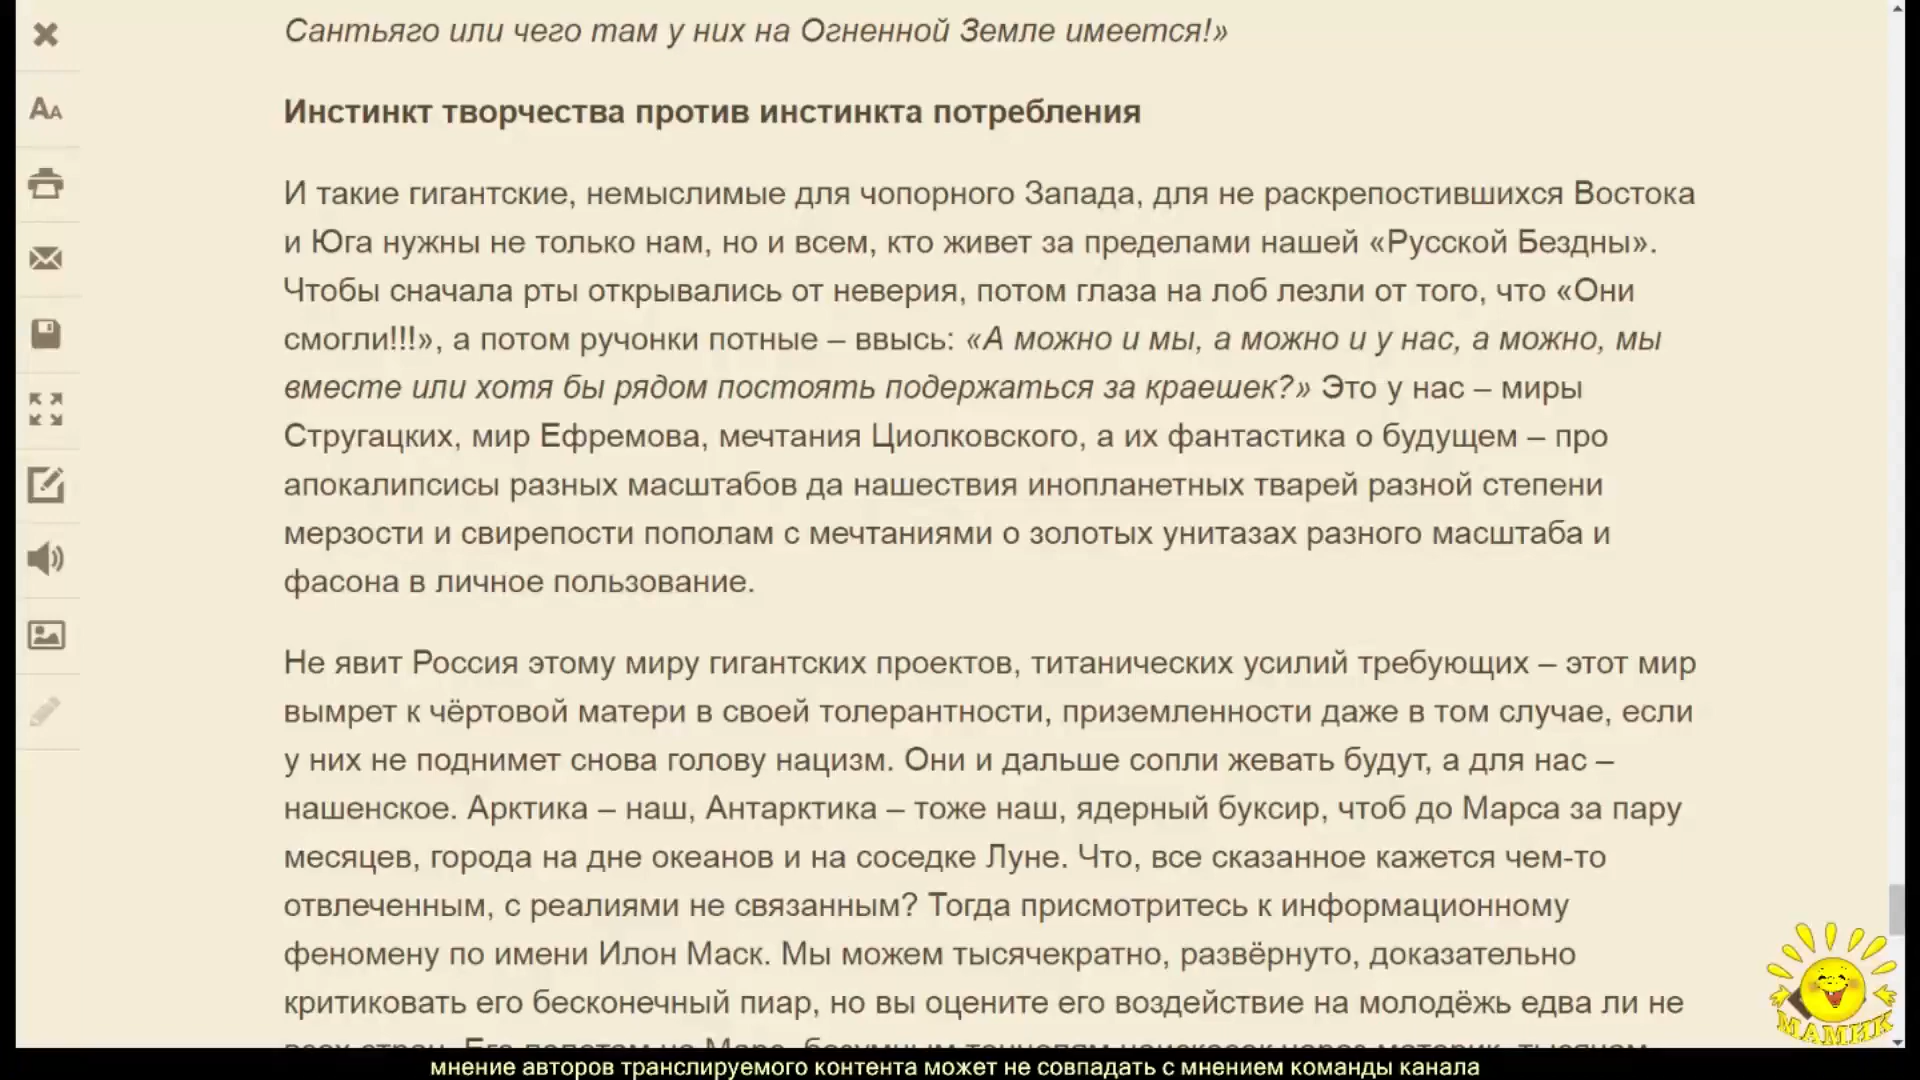 Сантьяго или чего там у них на Огненной Земле имеется!»
Инстинкт творчества против инстинкта потребления
И такие гигантские, немыслимые для чопорного Запада, для не раскрепостившихся Востока
и Юга нужны не только нам, но и всем, кто живет за пределами нашей «Русской Бездны».
Чтобы сначала рты открывались от неверия, потом глаза на лоб лезли от того, что «Они
смогли!!!», а потом ручонки потные – ввысь: «А можно и мы, а можно и у нас, а можно, мы
вместе или хотя бы рядом постоять подержаться за краешек?» Это у нас – миры
Стругацких, мир Ефремова, мечтания Циолковского, а их фантастика о будущем – про
апокалипсисы разных масштабов да нашествия инопланетных тварей разной степени
мерзости и свирепости пополам с мечтаниями о золотых унитазах разного масштаба и
фасона в личное пользование.
Не явит Россия этому миру гигантских проектов, титанических усилий требующих – этот мир
вымрет к чёртовой матери в своей толерантности, приземленности даже в том случае, если
у них не поднимет снова голову нацизм. Они и дальше сопли жевать будут, а для нас –
нашенское. Арктика – наш, Антарктика – тоже наш, ядерный буксир, чтоб до Марса за пару
месяцев, города на дне океанов и на соседке Луне. Что, все сказанное кажется чем-то
отвлеченным, с реалиями не связанным? Тогда присмотритесь к информационному
феномену по имени Илон Маск. Мы можем тысячекратно, развёрнуто, доказательно
критиковать его бесконечный пиар, но вы оцените его воздействие на молодёжь едва ли не
МАМИК
мнение авторов транслируемого контента может не совпадать с мнением команды канала